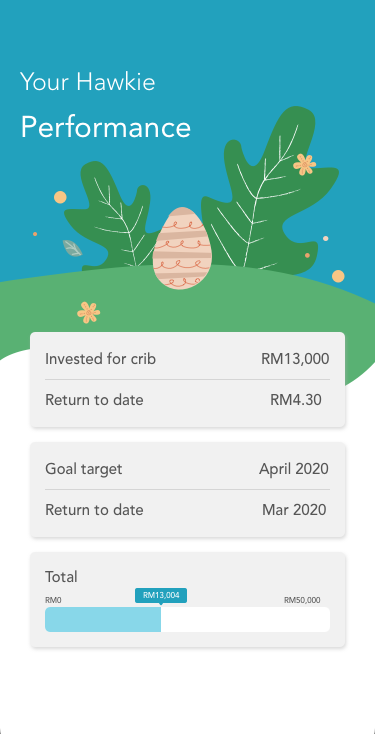 Your Hawkie
Performance
Invested for crib RM13,000
Return to date RM4.30
Goal target April 2020
Return to date Mar 2020
Total
RM0 RM13,004 RM50,000